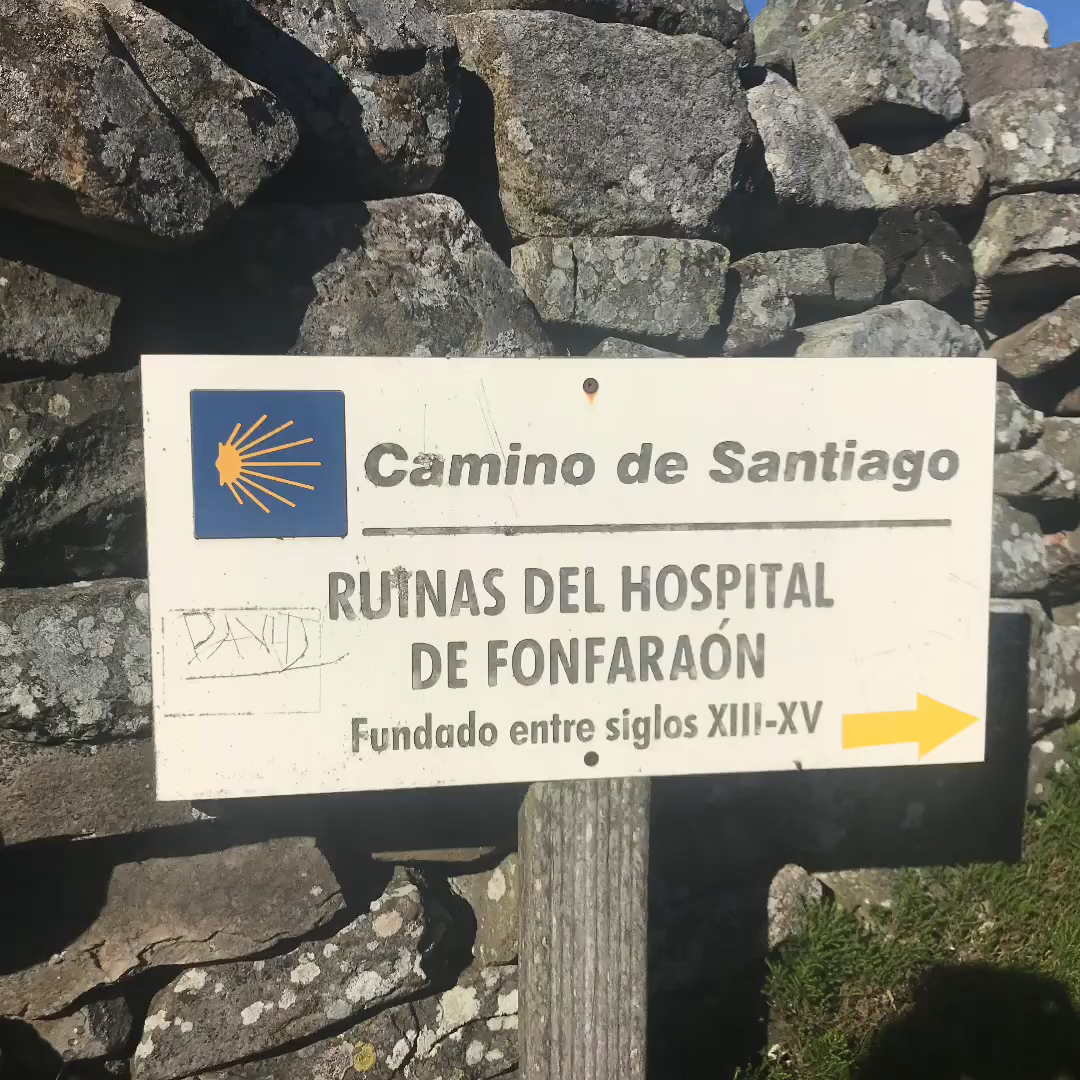 Camino de Santiago
RUINAS DEL HOSPITAL
DE FONFARAÓN
DAVID
Fundado entre siglos XIII-XV